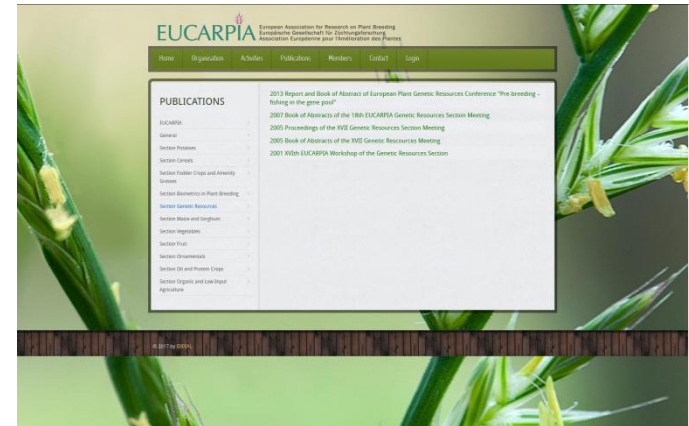 EUCARPIA
European Association for Research on Plant Breeding
Europäische Gesellschaft für Züchtungsforschung
Association Européenne pour l'Amélioration des Plantes
Home Organisation Activities Publications Members Contact Login
PUBLICATIONS
EUCARPIA
General
Section Potatoes
Section Cereals
Section Fodder Crops and Amenity
Grasses
Section Biometrics in Plant Breeding
Section Genetic Resources
Section Maize and Sorghum
Section Vegetables
Section Fruit
Section Ornamentals
Section Oil and Protein Crops
Section Organic and Low-Input
Agriculture
2013 Report and Book of Abstract of European Plant Genetic Resources Conference "Pre-breeding -
fishing in the gene pool"
2007 Book of Abstracts of the 18th EUCARPIA Genetic Resources Section Meeting
2005 Proceedings of the XVII Genetic Resources Section Meeting
2005 Book of Abstracts of the XVII Genetic Rescources Meeting
2001 XVIth EUCARPIA Workshop of the Genetic Resources Section
© 2017 by